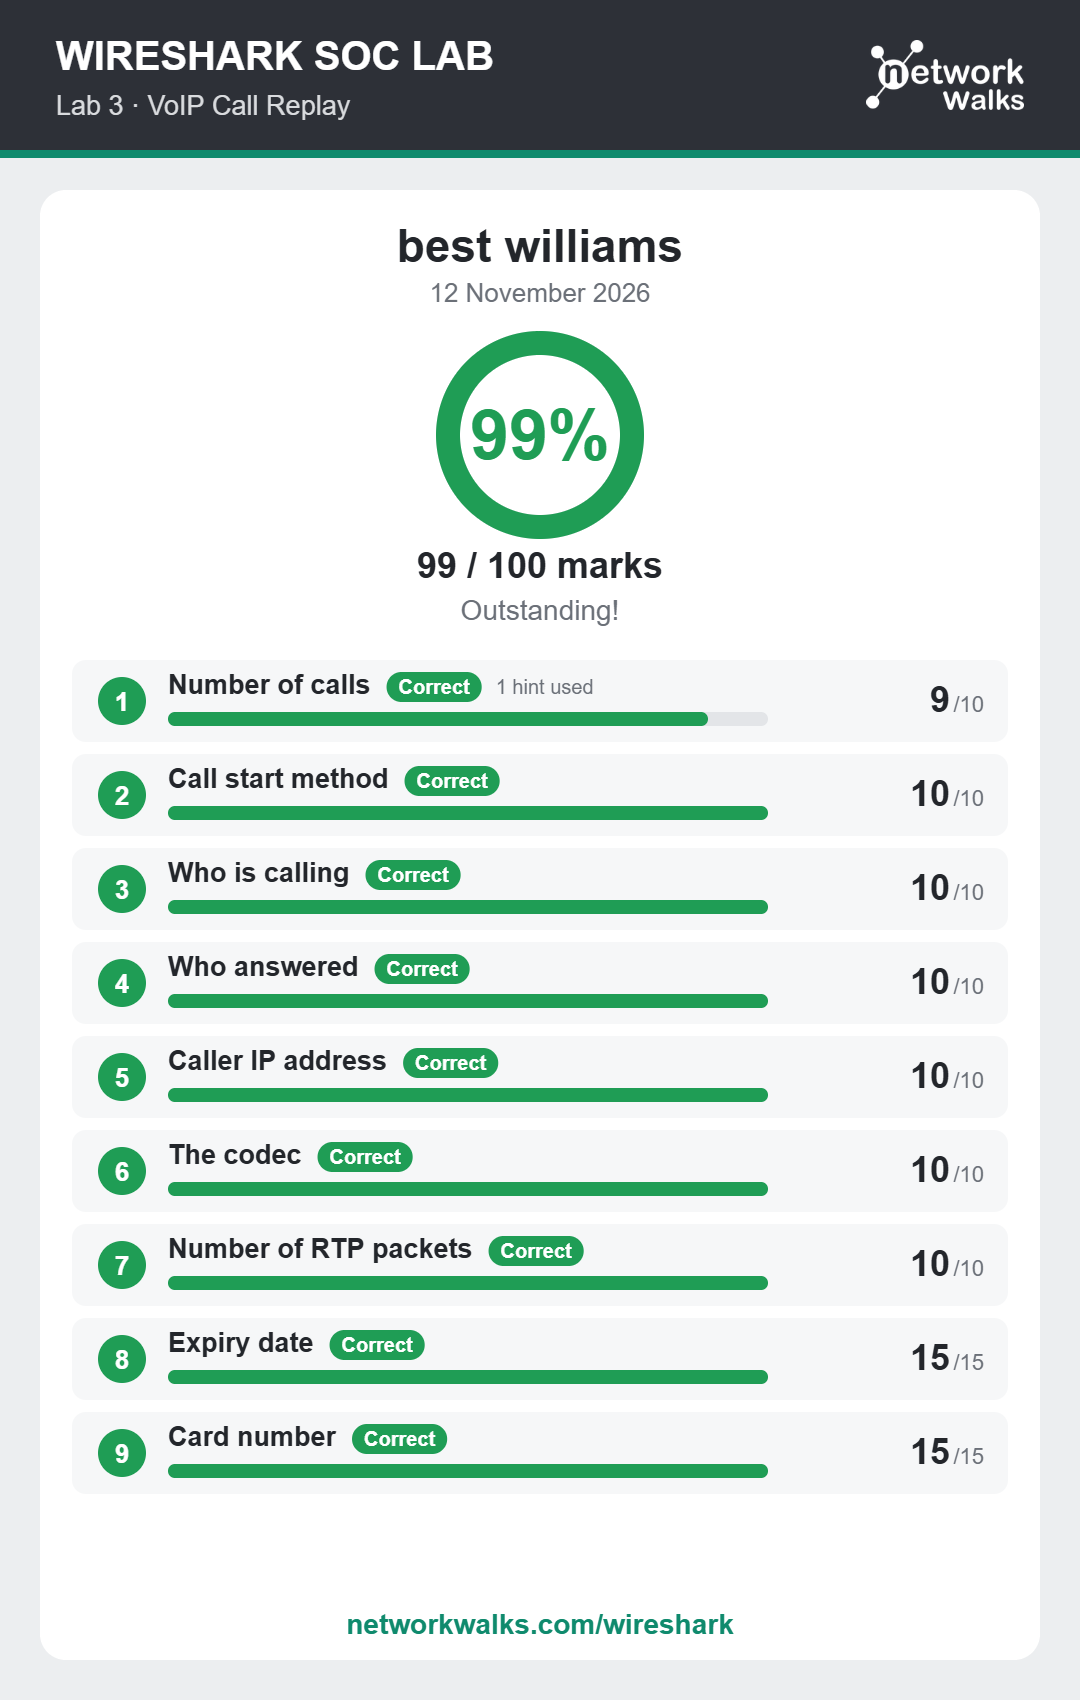 WIRESHARK SOC LAB
Lab 3 · VoIP Call Replay
network
Walks
best williams
12 November 2026
99%
99 / 100 marks
Outstanding!
1 Number of calls Correct 1 hint used 9/10
2 Call start method Correct 10/10
3 Who is calling Correct 10/10
4 Who answered Correct 10/10
5 Caller IP address Correct 10/10
6 The codec Correct 10/10
7 Number of RTP packets Correct 10/10
8 Expiry date Correct 15/15
9 Card number Correct 15/15
networkwalks.com/wireshark